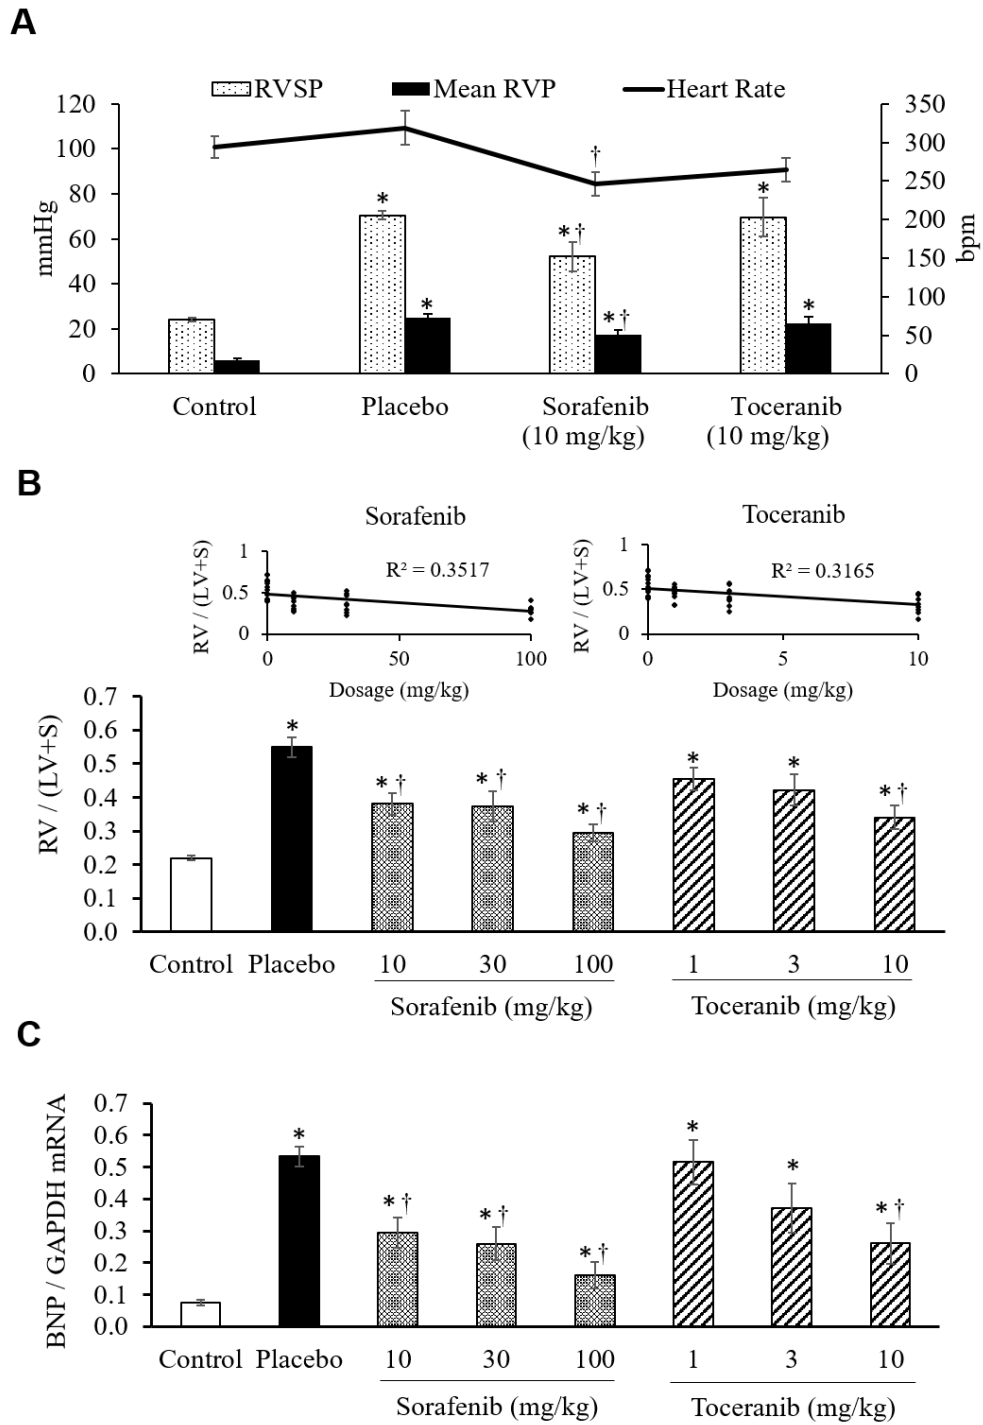 A
RVSP Mean RVP Heart Rate
120 350
100 300
80 250
60 200
40 150
20 100
0 50
0
mmHg
bpm
*
*
* †
* †
†
*
*
Control Placebo Sorafenib Toceranib
(10 mg/kg) (10 mg/kg)
B
Sorafenib Toceranib
R² = 0.3517 R² = 0.3165
RV / (LV+S) RV / (LV+S)
1 1
0.5 0.5
0 0
0 50 100 0 5 10
Dosage (mg/kg) Dosage (mg/kg)
RV / (LV+S)
0.7
0.6
0.5
0.4
0.3
0.2
0.1
0.0
* * † * † * † * * * †
Control Placebo 10 30 100 1 3 10
Sorafenib (mg/kg) Toceranib (mg/kg)
C
BNP / GAPDH mRNA
0.7
0.6
0.5
0.4
0.3
0.2
0.1
0.0
* * † * † * † * * * †
Control Placebo 10 30 100 1 3 10
Sorafenib (mg/kg) Toceranib (mg/kg)